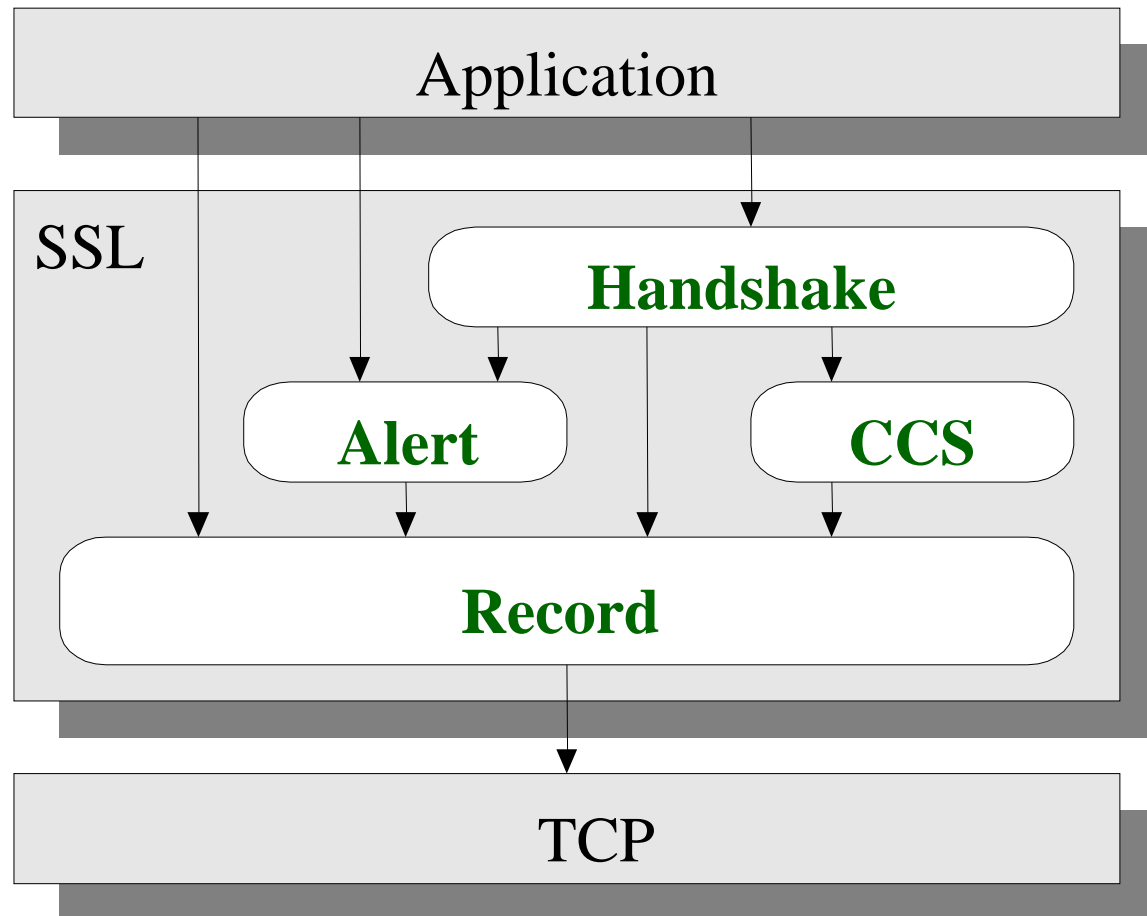 Application
SSL
Handshake
Alert
CCS
Record
TCP